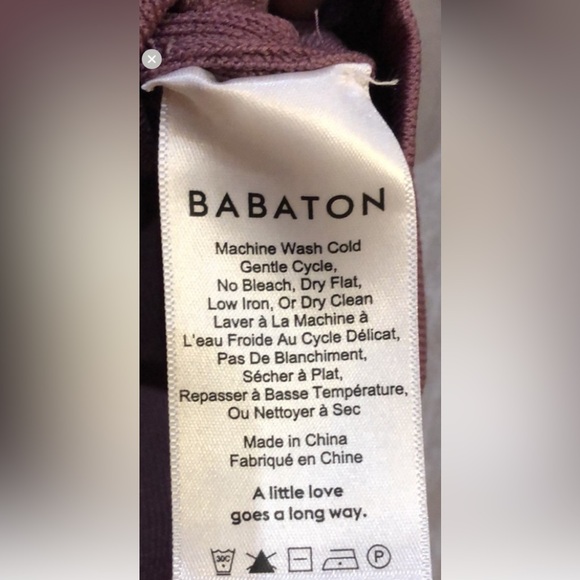 BABATON
Machine Wash Cold
Gentle Cycle,
No Bleach, Dry Flat,
Low Iron, Or Dry Clean
Laver à La Machine à
L'eau Froide Au Cycle Délicat,
Pas De Blanchiment,
Sécher à Plat,
Repasser à Basse Température,
Ou Nettoyer à Sec
Made in China
Fabriqué en Chine
A little love
goes a long way.
30C P